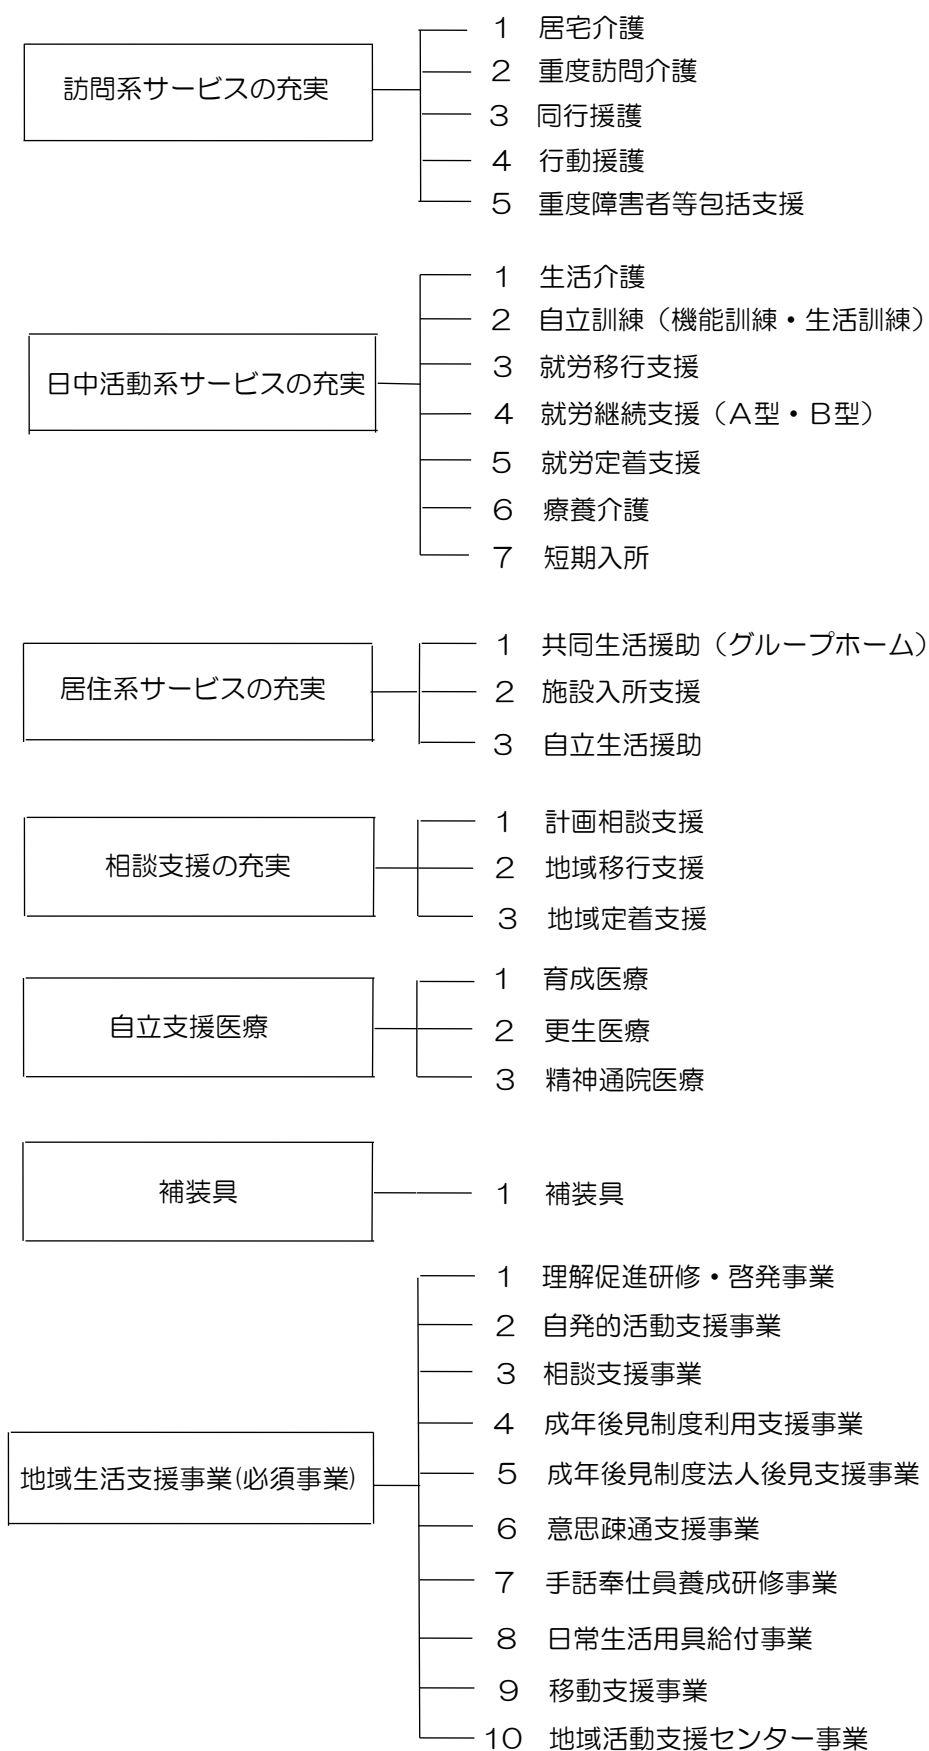 訪問系サービスの充実
1 居宅介護
2 重度訪問介護
3 同行援護
4 行動援護
5 重度障害者等包括支援
日中活動系サービスの充実
1 生活介護
2 自立訓練（機能訓練・生活訓練）
3 就労移行支援
4 就労継続支援（A型・B型）
5 就労定着支援
6 療養介護
7 短期入所
居住系サービスの充実
1 共同生活援助（グループホーム）
2 施設入所支援
3 自立生活援助
相談支援の充実
1 計画相談支援
2 地域移行支援
3 地域定着支援
自立支援医療
1 育成医療
2 更生医療
3 精神通院医療
補装具
1 補装具
地域生活支援事業(必須事業)
1 理解促進研修・啓発事業
2 自発的活動支援事業
3 相談支援事業
4 成年後見制度利用支援事業
5 成年後見制度法人後見支援事業
6 意思疎通支援事業
7 手話奉仕員養成研修事業
8 日常生活用具給付事業
9 移動支援事業
10 地域活動支援センター事業